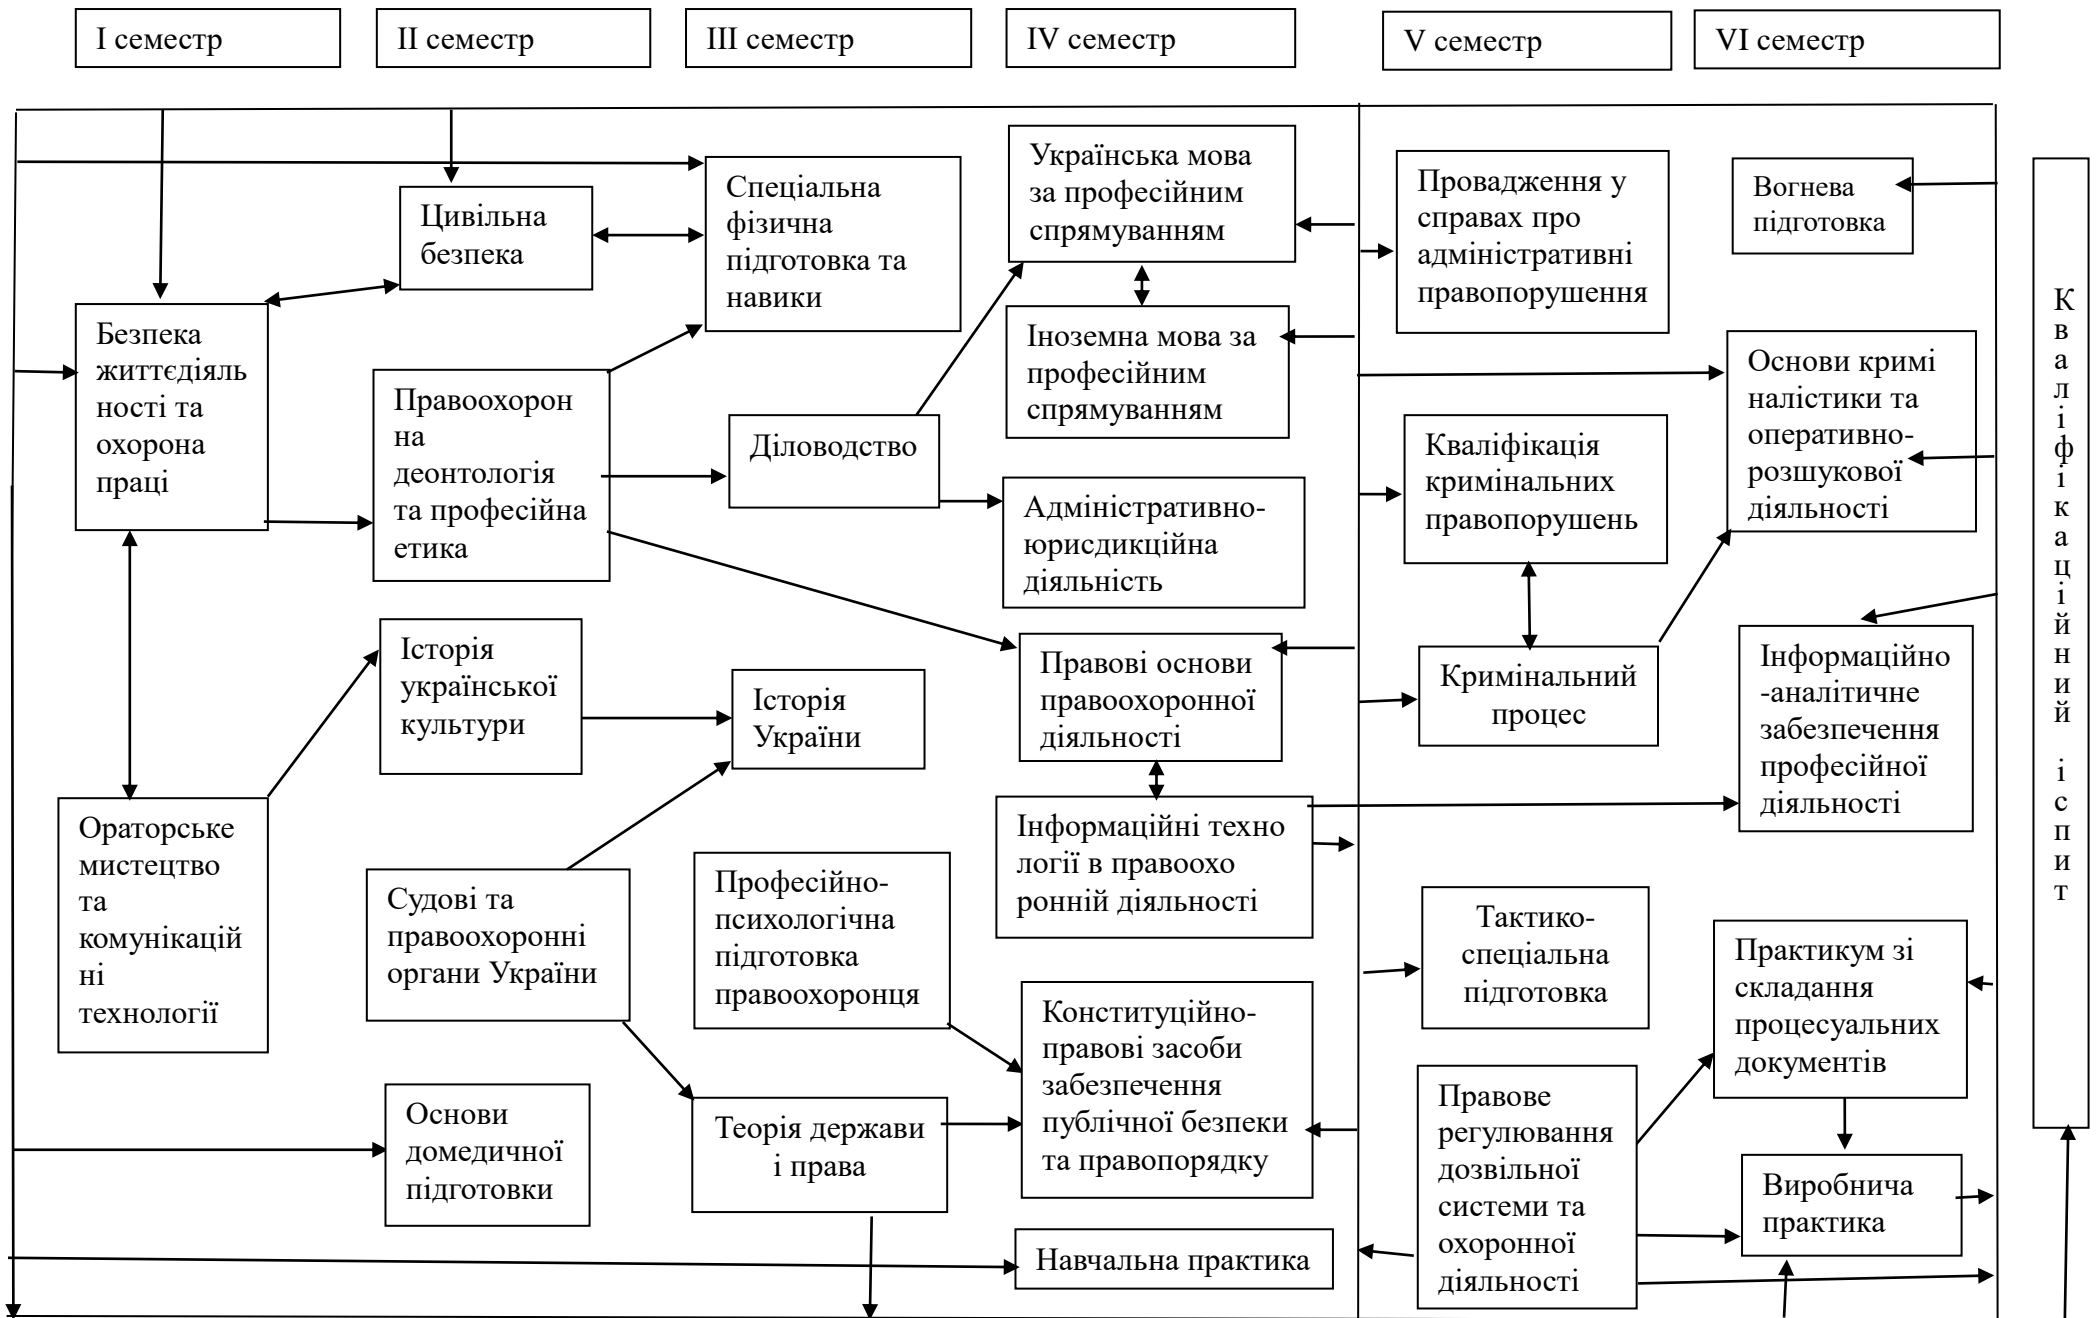 I семестр
II семестр
III семестр
IV семестр
V семестр
VI семестр
Безпека
життєдіяль
ності та
охорона
праці
Ораторське
мистецтво
та
комунікацій
ні
технології
Цивільна
безпека
Правоохорон
на
деонтологія
та професійна
етика
Історія
української
культури
Судові та
правоохоронні
органи України
Основи
домедичної
підготовки
Спеціальна
фізична
підготовка та
навики
Діловодство
Історія
України
Професійно-
психологічна
підготовка
правоохоронця
Теорія держави
і права
Українська мова
за професійним
спрямуванням
Іноземна мова за
професійним
спрямуванням
Адміністративно-
юрисдикційна
діяльність
Правові основи
правоохоронної
діяльності
Інформаційні техно
логії в правоохо
ронній діяльності
Конституційно-
правові засоби
забезпечення
публічної безпеки
та правопорядку
Навчальна практика
Провадження у
справах про
адміністративні
правопорушення
Кваліфікація
кримінальних
правопорушень
Кримінальний
процес
Тактико-
спеціальна
підготовка
Правове
регулювання
дозвільної
системи та
охоронної
діяльності
Вогнева
підготовка
Основи кримі
налістики та
оперативно-
розшукової
діяльності
Інформаційно
-аналітичне
забезпечення
професійної
діяльності
Практикум зі
складання
процесуальних
документів
Виробнича
практика
К
в
а
л
і
ф
і
к
а
ц
і
й
н
и
й
і
с
п
и
т